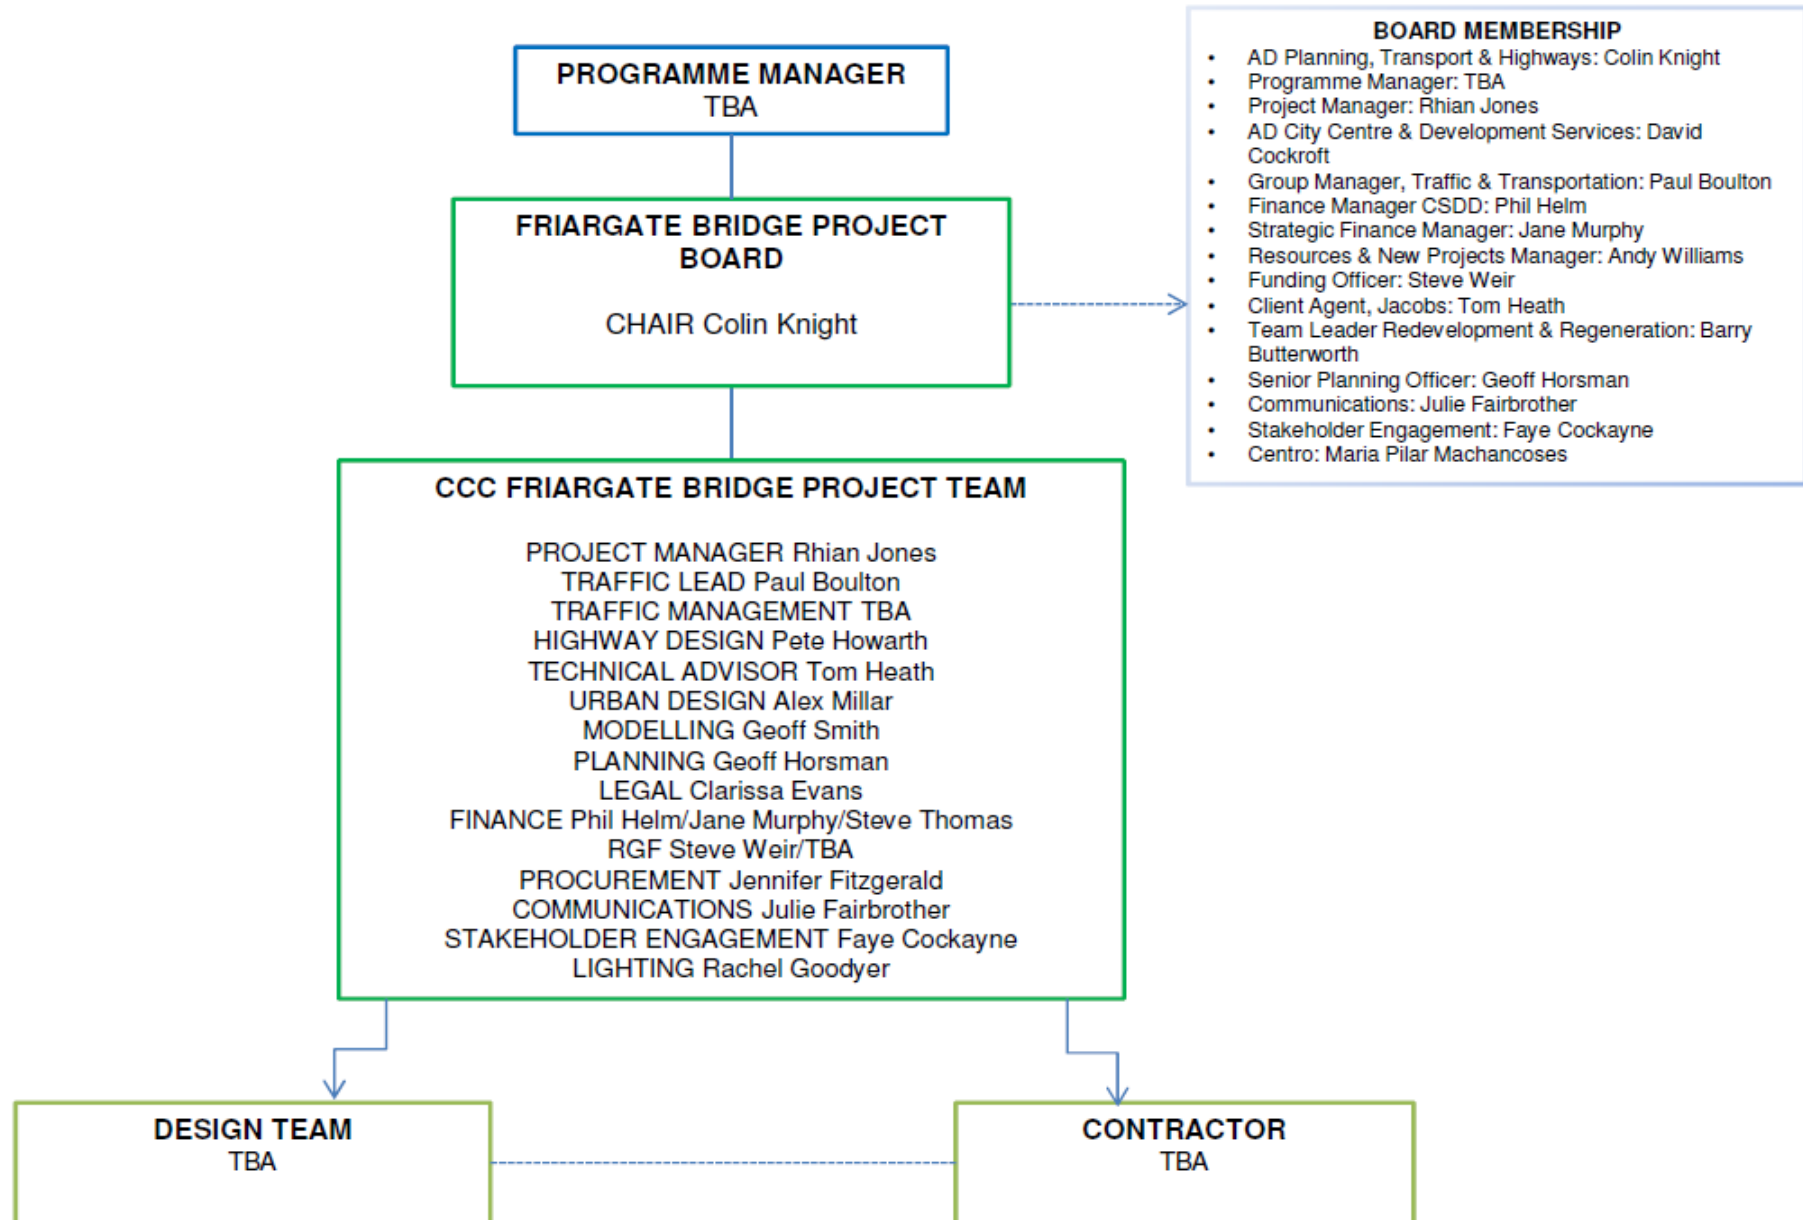 PROGRAMME MANAGER
TBA
FRIARGATE BRIDGE PROJECT
BOARD
CHAIR Colin Knight
BOARD MEMBERSHIP
• AD Planning, Transport & Highways: Colin Knight
• Programme Manager: TBA
• Project Manager: Rhian Jones
• AD City Centre & Development Services: David
Cockroft
• Group Manager, Traffic & Transportation: Paul Boulton
• Finance Manager CSDD: Phil Helm
• Strategic Finance Manager: Jane Murphy
• Resources & New Projects Manager: Andy Williams
• Funding Officer: Steve Weir
• Client Agent, Jacobs: Tom Heath
• Team Leader Redevelopment & Regeneration: Barry
Butterworth
• Senior Planning Officer: Geoff Horsman
• Communications: Julie Fairbrother
• Stakeholder Engagement: Faye Cockayne
• Centro: Maria Pilar Machancoses
CCC FRIARGATE BRIDGE PROJECT TEAM
PROJECT MANAGER Rhian Jones
TRAFFIC LEAD Paul Boulton
TRAFFIC MANAGEMENT TBA
HIGHWAY DESIGN Pete Howarth
TECHNICAL ADVISOR Tom Heath
URBAN DESIGN Alex Millar
MODELLING Geoff Smith
PLANNING Geoff Horsman
LEGAL Clarissa Evans
FINANCE Phil Helm/Jane Murphy/Steve Thomas
RGF Steve Weir/TBA
PROCUREMENT Jennifer Fitzgerald
COMMUNICATIONS Julie Fairbrother
STAKEHOLDER ENGAGEMENT Faye Cockayne
LIGHTING Rachel Goodyer
DESIGN TEAM
TBA
CONTRACTOR
TBA